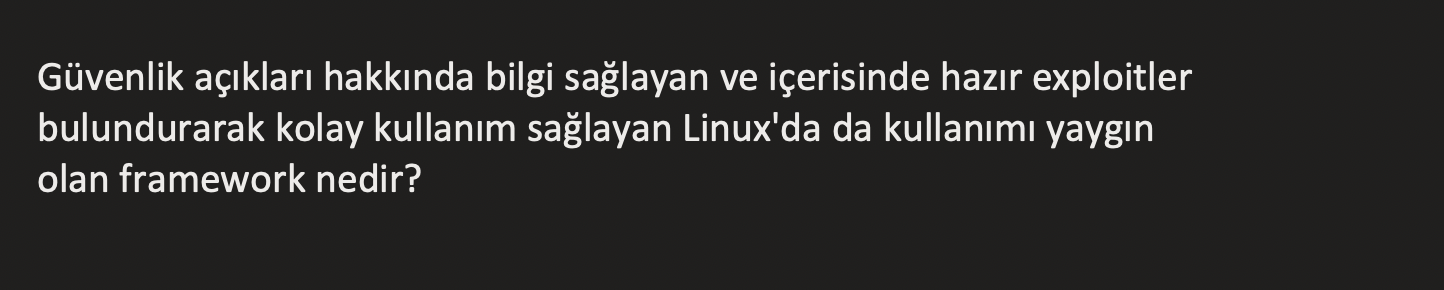 Güvenlik açıkları hakkında bilgi sağlayan ve içerisinde hazır exploitler
bulundurarak kolay kullanım sağlayan Linux'da da kullanımı yaygın
olan framework nedir?